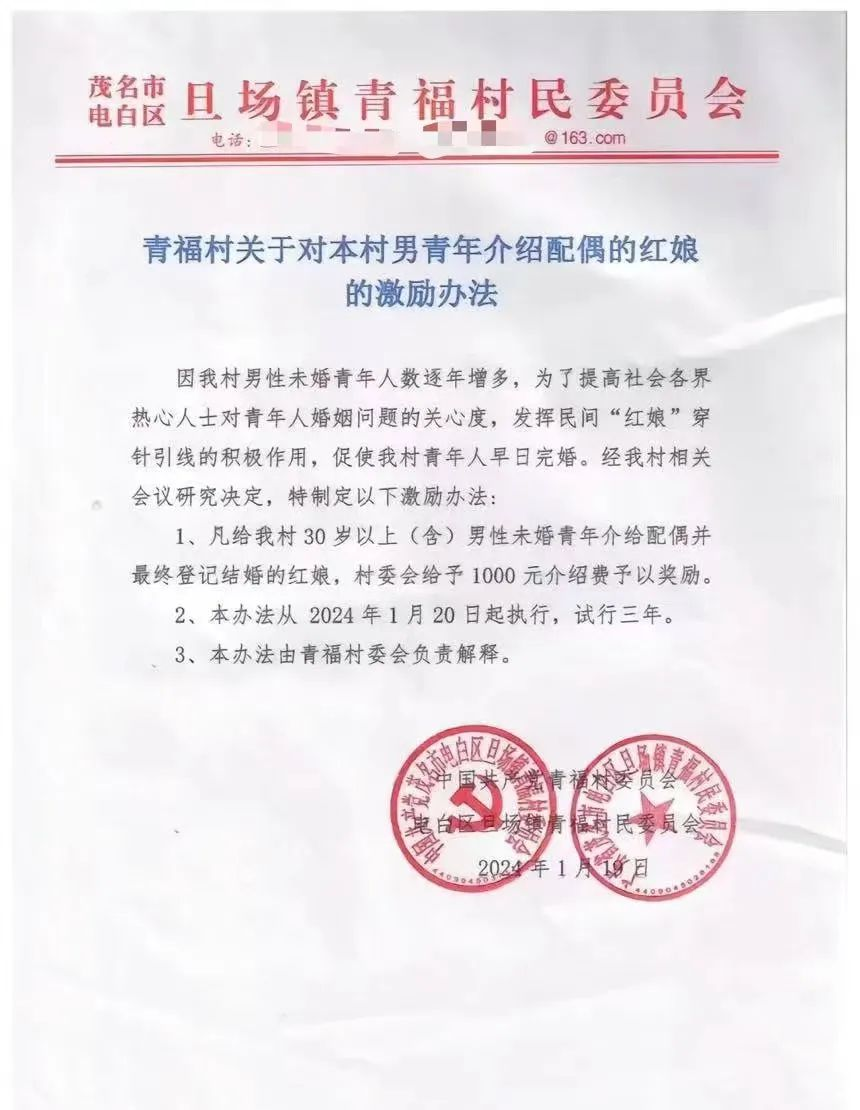 茂名市
电白区 旦场镇青福村民委员会
电话: @163.com
青福村关于对本村男青年介绍配偶的红娘
的激励办法
因我村男性未婚青年人数逐年增多，为了提高社会各界
热心人士对青年人婚姻问题的关心度，发挥民间“红娘”穿
针引线的积极作用，促使我村青年人早日完婚。经我村相关
会议研究决定，特制定以下激励办法：
1、凡给我村 30 岁以上（含）男性未婚青年介给配偶并
最终登记结婚的红娘，村委会给予 1000 元介绍费予以奖励。
2、本办法从 2024 年 1 月 20 日起执行，试行三年。
3、本办法由青福村委会负责解释。
中国共产党青福村委员会
电白区旦场镇青福村民委员会
2024 年 1 月 19 日
中国共产党茂名市电白区旦场镇青福村委员会
电白区旦场镇青福村民委员会